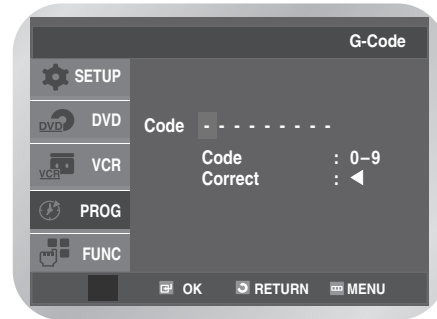 G-Code
SETUP
DVD DVD
VCR VCR
PROG
FUNC
Code - - - - - - - - -
Code : 0–9
Correct : ◄
OK RETURN MENU